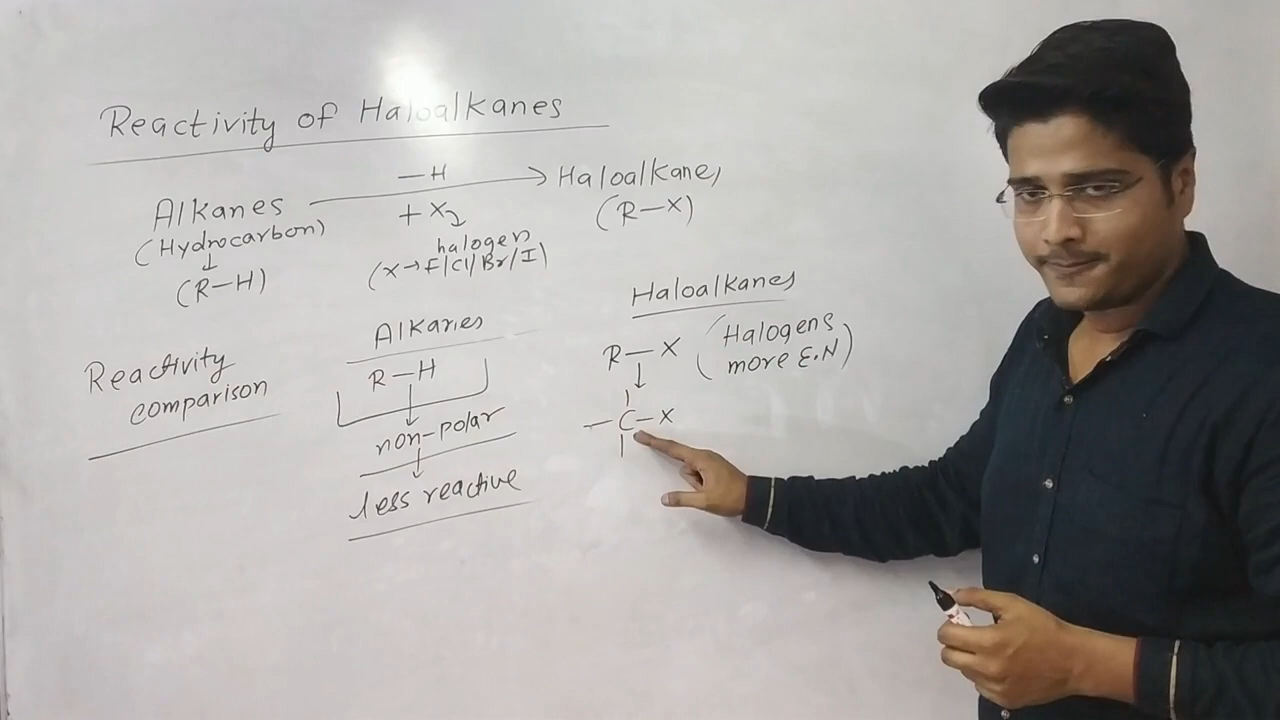 Reactivity of Haloalkanes
Alkanes —H → Haloalkanes
(Hydrocarbon) + X₂ (R-X)
↓ halogen
(R-H) (X→F/Cl/Br/I)
Reactivity
comparison
Alkanes
R-H
↓
non-polar
↓
less reactive
Haloalkanes
R-X (Halogens
more E.N)
↓
-C-X